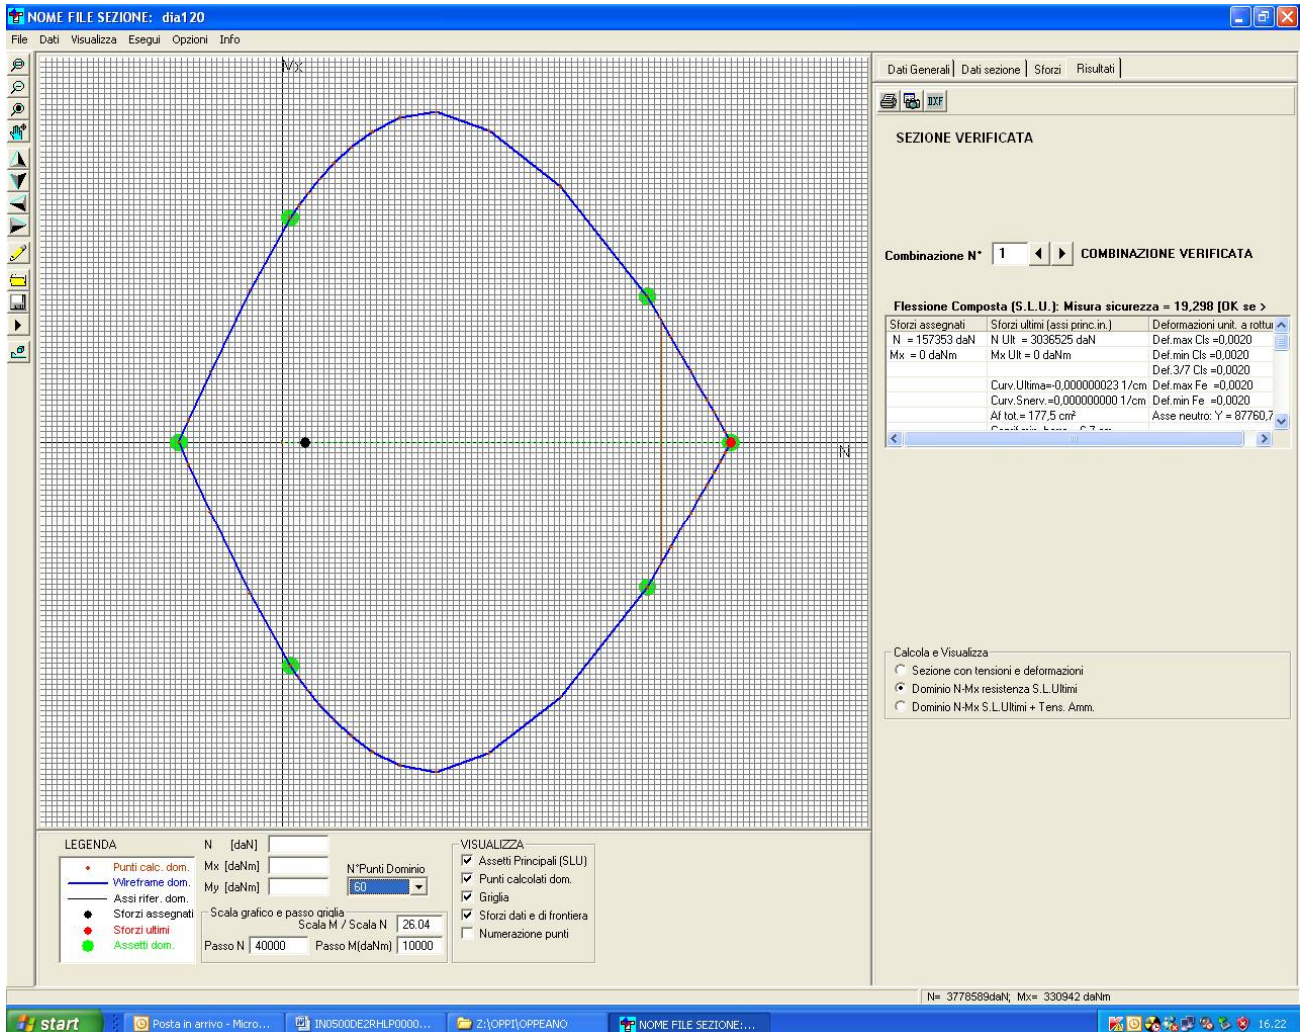 NOME FILE SEZIONE: dia120
File Dati Visualizza Esegui Opzioni Info
Mx
N
Dati Generali Dati sezione Sforzi Risultati
DXF
SEZIONE VERIFICATA
Combinazione N° 1 COMBINAZIONE VERIFICATA
Flessione Composta (S.L.U.): Misura sicurezza = 19,298 [OK se >
Sforzi assegnati Sforzi ultimi (assi princ.in.) Deformazioni unit. a rottur
N = 157353 daN N Ult = 3036525 daN Def.max Cls =0,0020
Mx = 0 daNm Mx Ult = 0 daNm Def.min Cls =0,0020
Def.3/7 Cls =0,0020
Curv.Ultima=-0,000000023 1/cm Def.max Fe =0,0020
Curv.Snerv.=0,000000000 1/cm Def.min Fe =0,0020
Af tot.= 177,5 cm² Asse neutro: Y = 87760,7
Calcola e Visualizza
Sezione con tensioni e deformazioni
Dominio N-Mx resistenza S.L.Ultimi
Dominio N-Mx S.L.Ultimi + Tens. Amm.
LEGENDA
Punti calc. dom.
Wireframe dom.
Assi rifer. dom.
Sforzi assegnati
Sforzi ultimi
Assetti dom.
N [daN]
Mx [daNm]
My [daNm]
N°Punti Dominio
60
Scala grafico e passo griglia
Scala M / Scala N 26.04
Passo N 40000 Passo M(daNm) 10000
VISUALIZZA
Assetti Principali (SLU)
Punti calcolati dom.
Griglia
Sforzi dati e di frontiera
Numerazione punti
N= 3778589daN; Mx= 330942 daNm
start Posta in arrivo - Micro... IN0500DE2RHLP0000... Z:\OPPI\OPPEANO NOME FILE SEZIONE:... 16.22